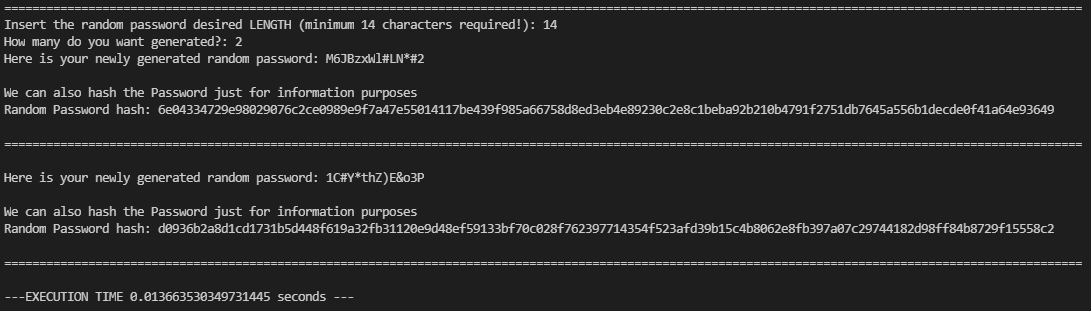 Insert the random password desired LENGTH (minimum 14 characters required!): 14
How many do you want generated?: 2
Here is your newly generated random password: M6JBzxWl#LN*#2
We can also hash the Password just for information purposes
Random Password hash: 6e04334729e98029076c2ce0989e9f7a47e55014117be439f985a66758d8ed3eb4e89230c2e8c1beba92b210b4791f2751db7645a556b1decde0f41a64e93649
Here is your newly generated random password: 1C#Y*thZ)E&o3P
We can also hash the Password just for information purposes
Random Password hash: d0936b2a8d1cd1731b5d448f619a32fb31120e9d48ef59133bf70c028f762397714354f523afd39b15c4b8062e8fb397a07c29744182d98ff84b8729f15558c2
---EXECUTION TIME 0.013663530349731445 seconds ---